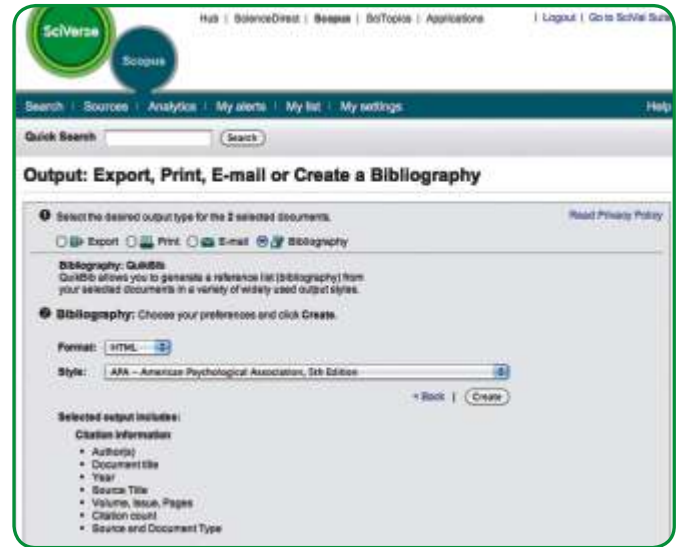 SciVerse
Scopus
Hub | ScienceDirect | Scopus | SciTopics | Applications
| Logout | Go to SciVal Suite
Search | Sources | Analytics | My alerts | My list | My settings
Help
Quick Search
Search
Output: Export, Print, E-mail or Create a Bibliography
1 Select the desired output type for the 2 selected documents.
Read Privacy Policy
Export Print E-mail Bibliography
Bibliography: QuikBib
QuikBib allows you to generate a reference list (bibliography) from
your selected documents in a variety of widely used output styles.
2 Bibliography: Choose your preferences and click Create.
Format: HTML
Style: APA - American Psychological Association, 5th Edition
< Back | Create
Selected output includes:
Citation information
• Author(s)
• Document title
• Year
• Source Title
• Volume, Issue, Pages
• Citation count
• Source and Document Type